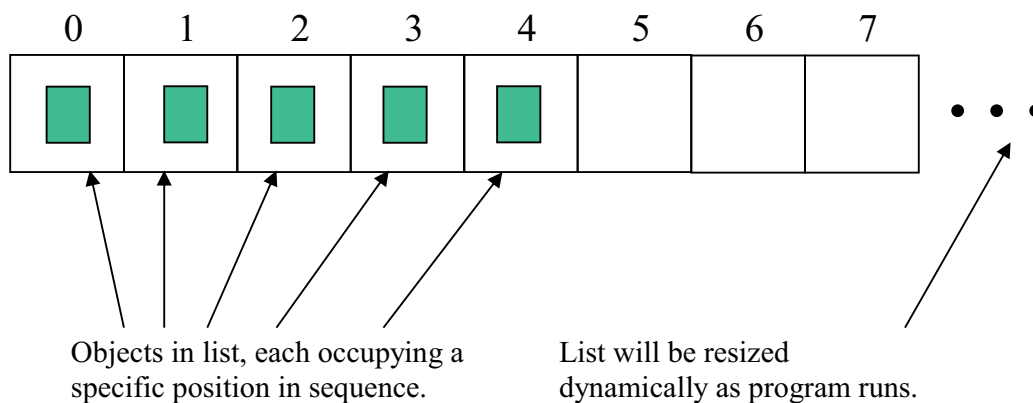 0 1 2 3 4 5 6 7
Objects in list, each occupying a
specific position in sequence.
List will be resized
dynamically as program runs.